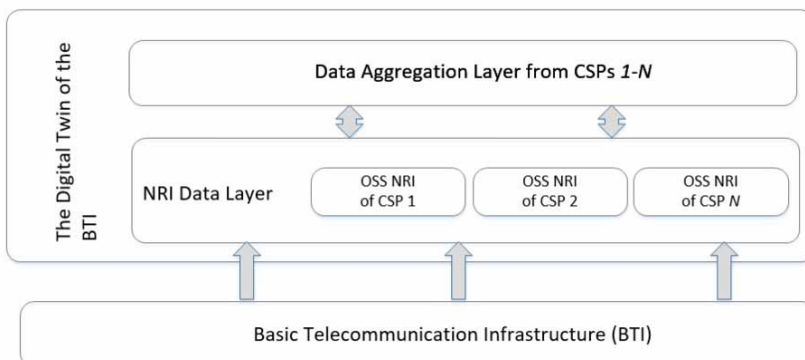 The Digital Twin of the
BTI
Data Aggregation Layer from CSPs 1-N
NRI Data Layer
OSS NRI
of CSP 1
OSS NRI
of CSP 2
OSS NRI
of CSP N
Basic Telecommunication Infrastructure (BTI)